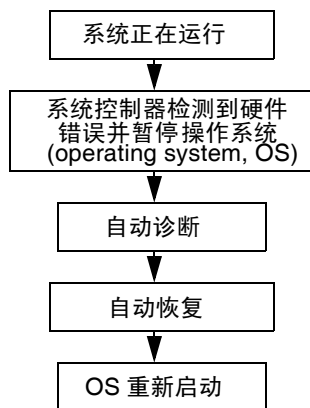 系统正在运行
系统控制器检测到硬件
错误并暂停操作系统
(operating system, OS)
自动诊断
自动恢复
OS 重新启动